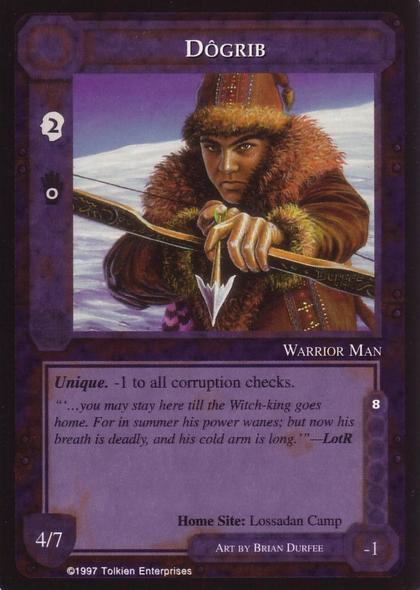 DÔGRIB
2
0
WARRIOR MAN
Unique. -1 to all corruption checks.
8
“‘…you may stay here till the Witch-king goes
home. For in summer his power wanes; but now his
breath is deadly, and his cold arm is long.’”—LotR
Home Site: Lossadan Camp
4/7
ART BY BRIAN DURFEE
-1
©1997 Tolkien Enterprises